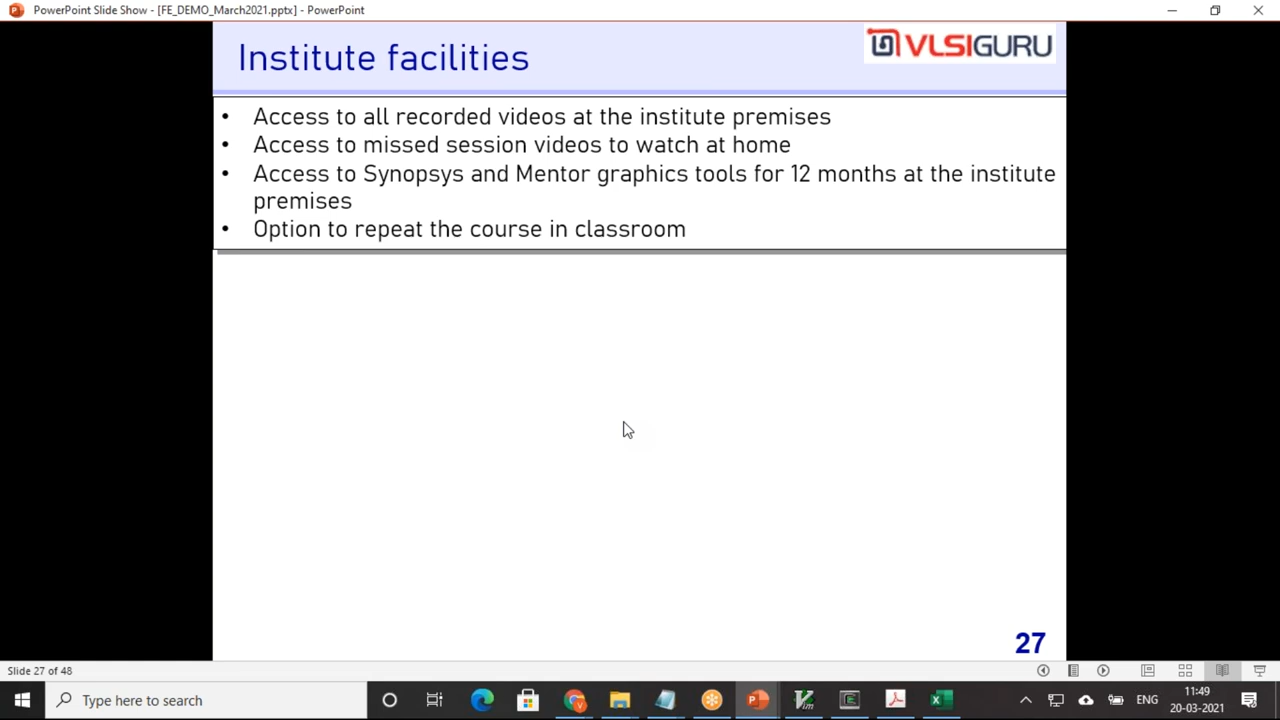 PowerPoint Slide Show - [FE_DEMO_March2021.pptx] - PowerPoint
Institute facilities
VLSIGURU
• Access to all recorded videos at the institute premises
• Access to missed session videos to watch at home
• Access to Synopsys and Mentor graphics tools for 12 months at the institute
premises
• Option to repeat the course in classroom
27
Slide 27 of 48
Type here to search
ENG
11:49
20-03-2021